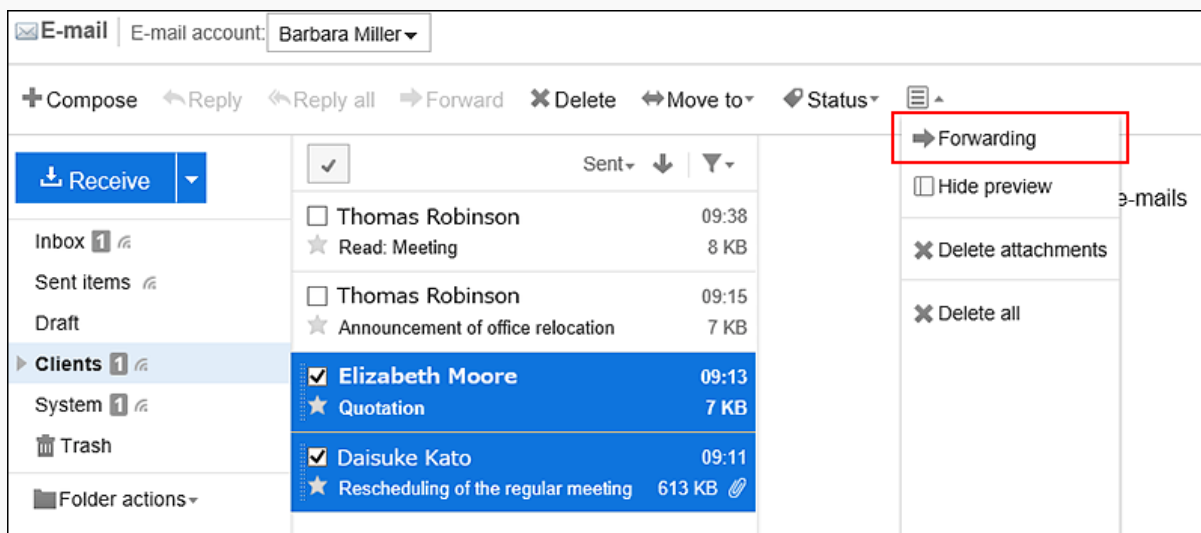 E-mail E-mail account: Barbara Miller
Compose Reply Reply all Forward Delete Move to Status
Forwarding
Hide preview
Delete attachments
Delete all
e-mails
Receive
Inbox 1
Sent items
Draft
Clients 1
System 1
Trash
Folder actions
Sent
Thomas Robinson 09:38
Read: Meeting 8 KB
Thomas Robinson 09:15
Announcement of office relocation 7 KB
Elizabeth Moore 09:13
Quotation 7 KB
Daisuke Kato 09:11
Rescheduling of the regular meeting 613 KB